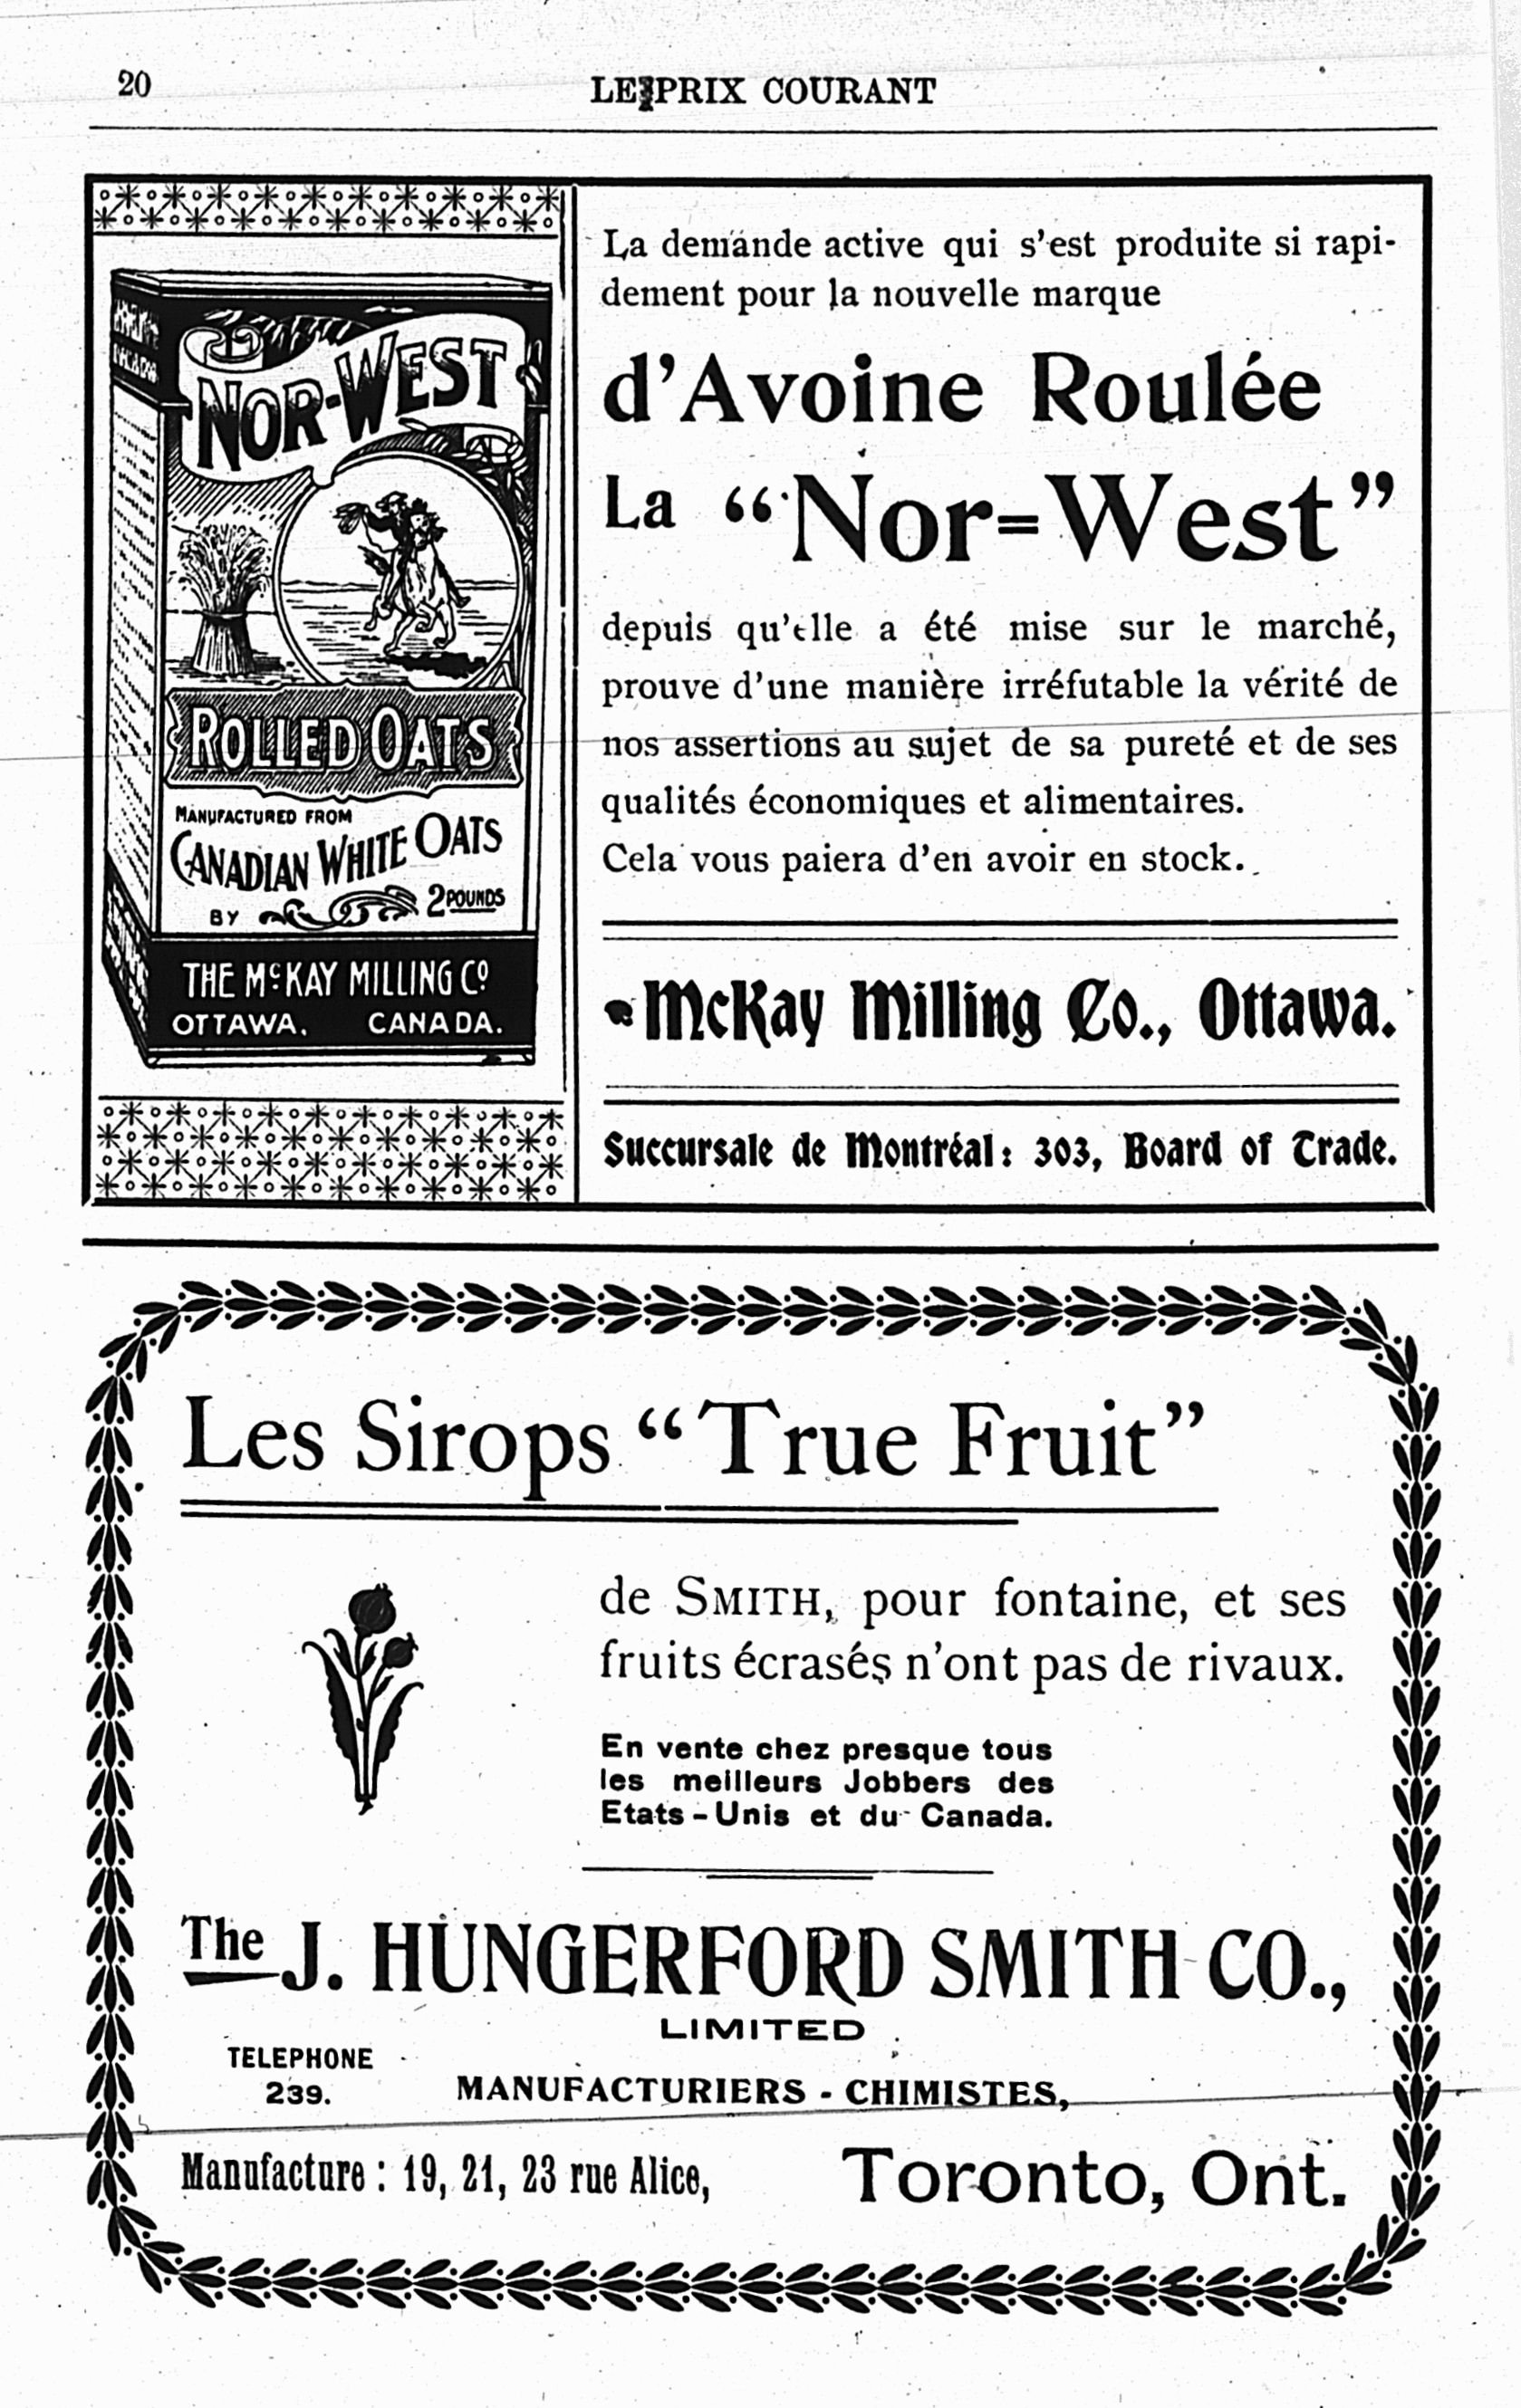 20
LE PRIX COURANT
NOR-WEST
ROLLED OATS
MANUFACTURED FROM
CANADIAN WHITE OATS
BY 2 POUNDS
THE McKAY MILLING Co
OTTAWA. CANADA.
La demande active qui s'est produite si rapi-
dement pour la nouvelle marque
d'Avoine Roulée
La "Nor=West"
depuis qu'elle a été mise sur le marché,
prouve d'une manière irréfutable la vérité de
nos assertions au sujet de sa pureté et de ses
qualités économiques et alimentaires.
Cela vous paiera d'en avoir en stock.
McKay Milling Co., Ottawa.
Succursale de Montréal: 303, Board of Trade.
Les Sirops "True Fruit"
de SMITH, pour fontaine, et ses
fruits écrasés n'ont pas de rivaux.
En vente chez presque tous
les meilleurs Jobbers des
Etats-Unis et du Canada.
The J. HUNGERFORD SMITH CO.,
LIMITED
TELEPHONE
239.
MANUFACTURIERS - CHIMISTES,
Manufacture : 19, 21, 23 rue Alice,
Toronto, Ont.